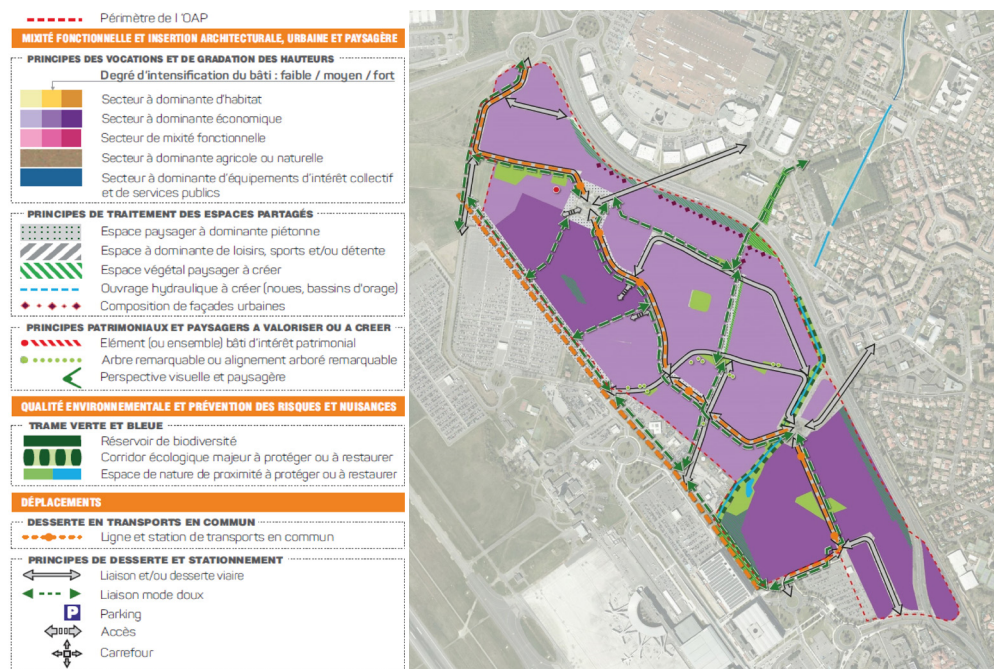 Périmètre de l 'OAP
MIXITÉ FONCTIONNELLE ET INSERTION ARCHITECTURALE, URBAINE ET PAYSAGÈRE
PRINCIPES DES VOCATIONS ET DE GRADATION DES HAUTEURS
Degré d'intensification du bâti : faible / moyen / fort
Secteur à dominante d'habitat
Secteur à dominante économique
Secteur de mixité fonctionnelle
Secteur à dominante agricole ou naturelle
Secteur à dominante d'équipements d'intérêt collectif
et de services publics
PRINCIPES DE TRAITEMENT DES ESPACES PARTAGÉS
Espace paysager à dominante piétonne
Espace à dominante de loisirs, sports et/ou détente
Espace végétal paysager à créer
Ouvrage hydraulique à créer (noues, bassins d'orage)
Composition de façades urbaines
PRINCIPES PATRIMONIAUX ET PAYSAGERS A VALORISER OU A CREER
Elément (ou ensemble) bâti d'intérêt patrimonial
Arbre remarquable ou alignement arboré remarquable
Perspective visuelle et paysagère
QUALITÉ ENVIRONNEMENTALE ET PRÉVENTION DES RISQUES ET NUISANCES
TRAME VERTE ET BLEUE
Réservoir de biodiversité
Corridor écologique majeur à protéger ou à restaurer
Espace de nature de proximité à protéger ou à restaurer
DÉPLACEMENTS
DESSERTE EN TRANSPORTS EN COMMUN
Ligne et station de transports en commun
PRINCIPES DE DESSERTE ET STATIONNEMENT
Liaison et/ou desserte viaire
Liaison mode doux
P Parking
Accès
Carrefour